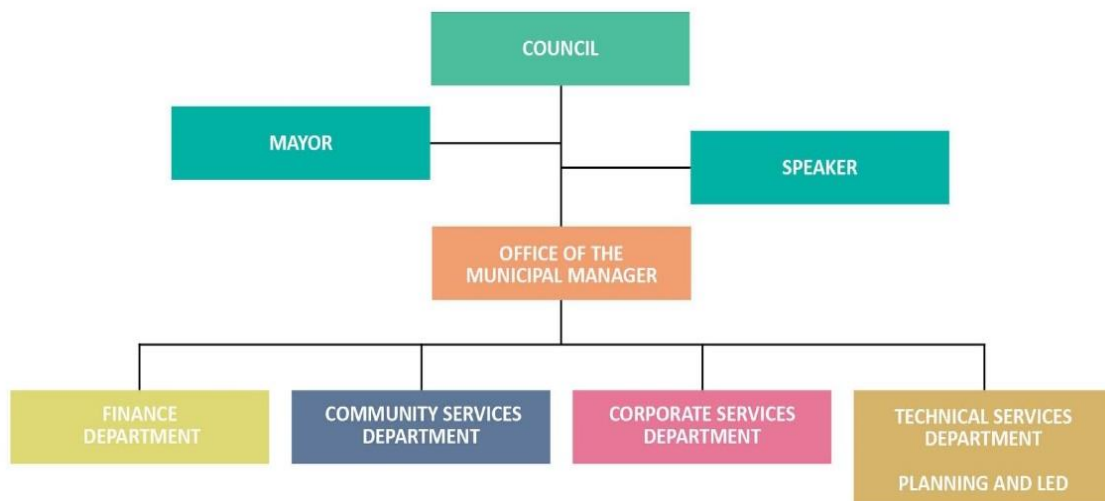 COUNCIL
MAYOR
SPEAKER
OFFICE OF THE
MUNICIPAL MANAGER
FINANCE
DEPARTMENT
COMMUNITY SERVICES
DEPARTMENT
CORPORATE SERVICES
DEPARTMENT
TECHNICAL SERVICES
DEPARTMENT
PLANNING AND LED